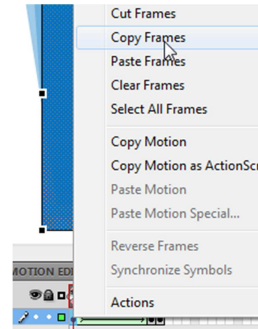 Cut Frames
Copy Frames
Paste Frames
Clear Frames
Select All Frames
Copy Motion
Copy Motion as ActionScr
Paste Motion
Paste Motion Special...
Reverse Frames
Synchronize Symbols
MOTION EDI
Actions